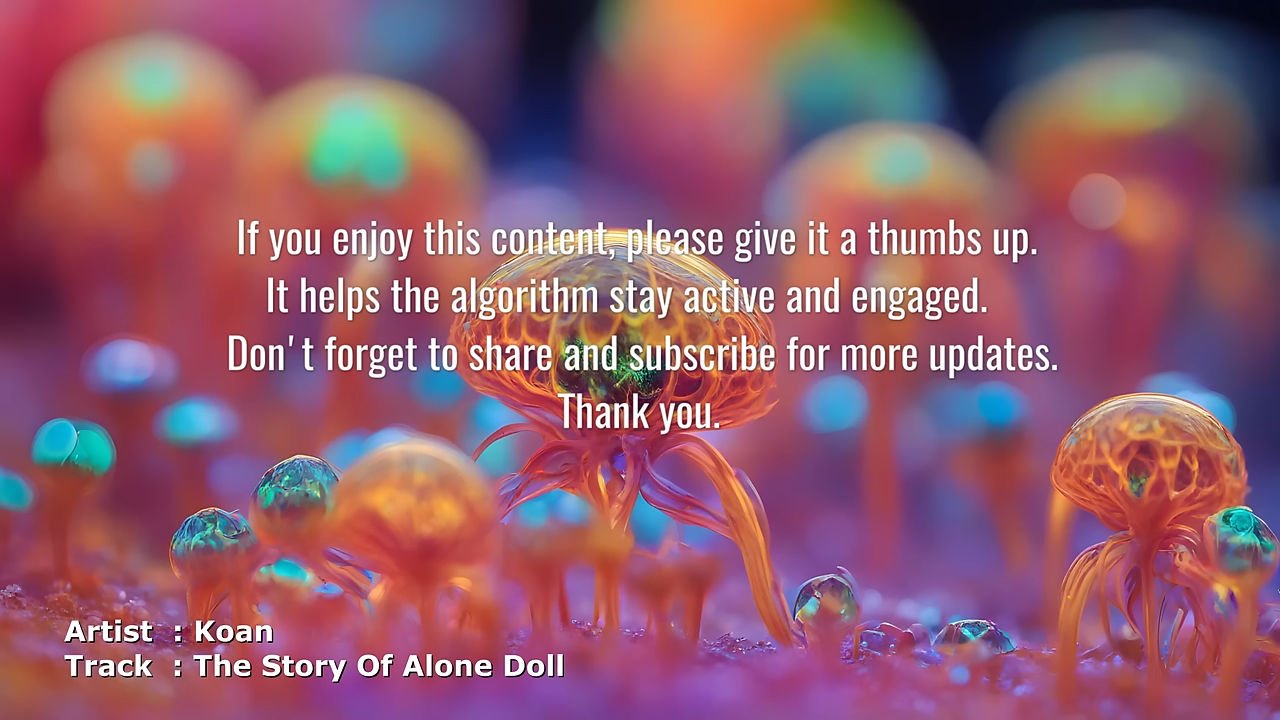 If you enjoy this content, please give it a thumbs up.
It helps the algorithm stay active and engaged.
Don't forget to share and subscribe for more updates.
Thank you.
Artist : Koan
Track : The Story Of Alone Doll